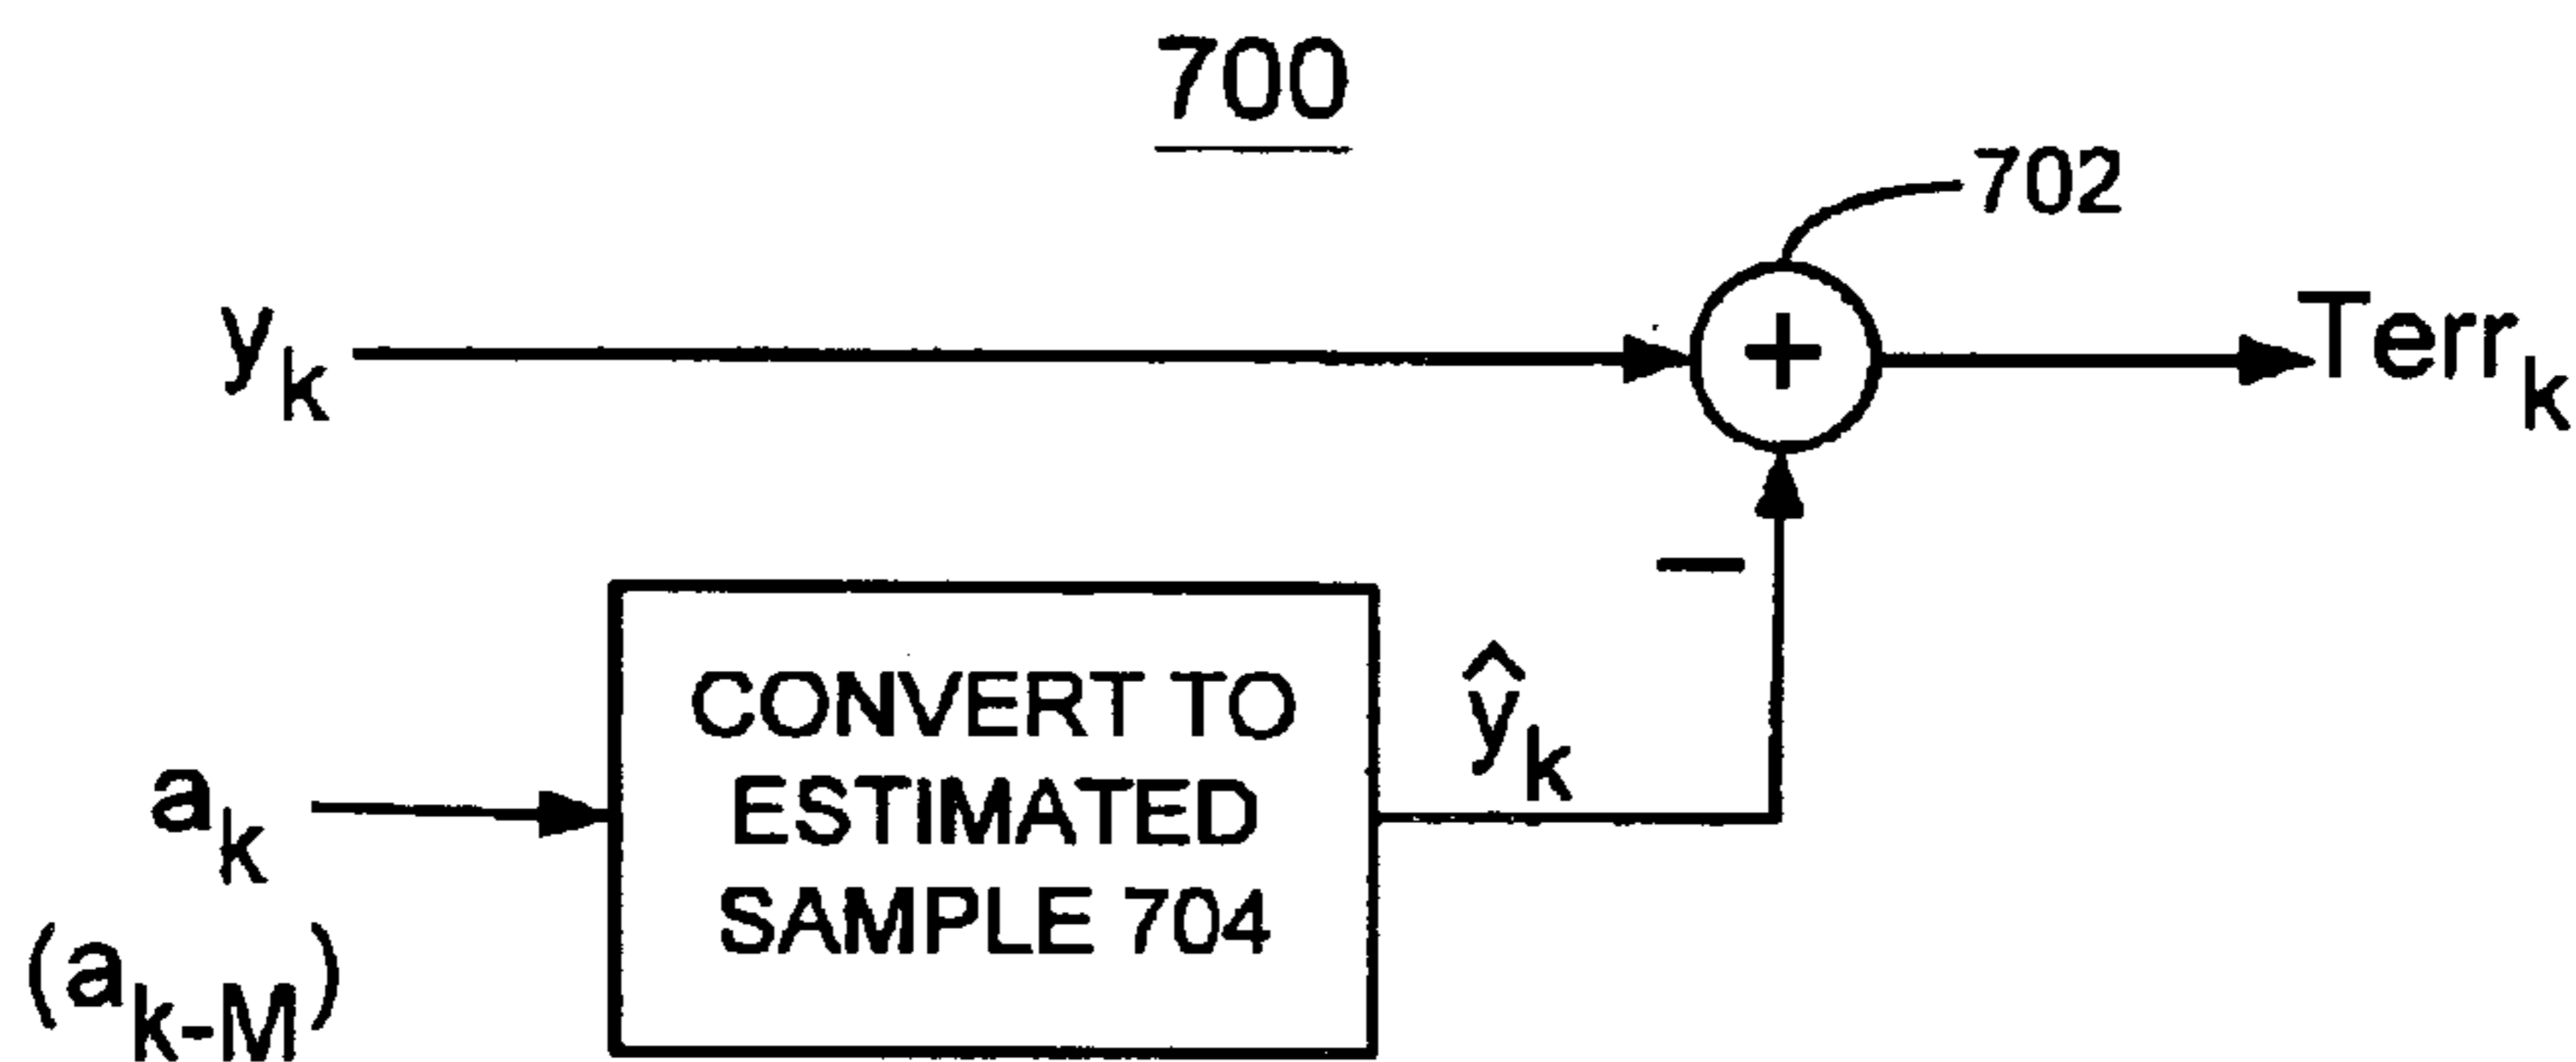 700
702
y_k
+
Terr_k
−
ŷ_k
CONVERT TO
ESTIMATED
SAMPLE 704
a_k
(a_k-M)